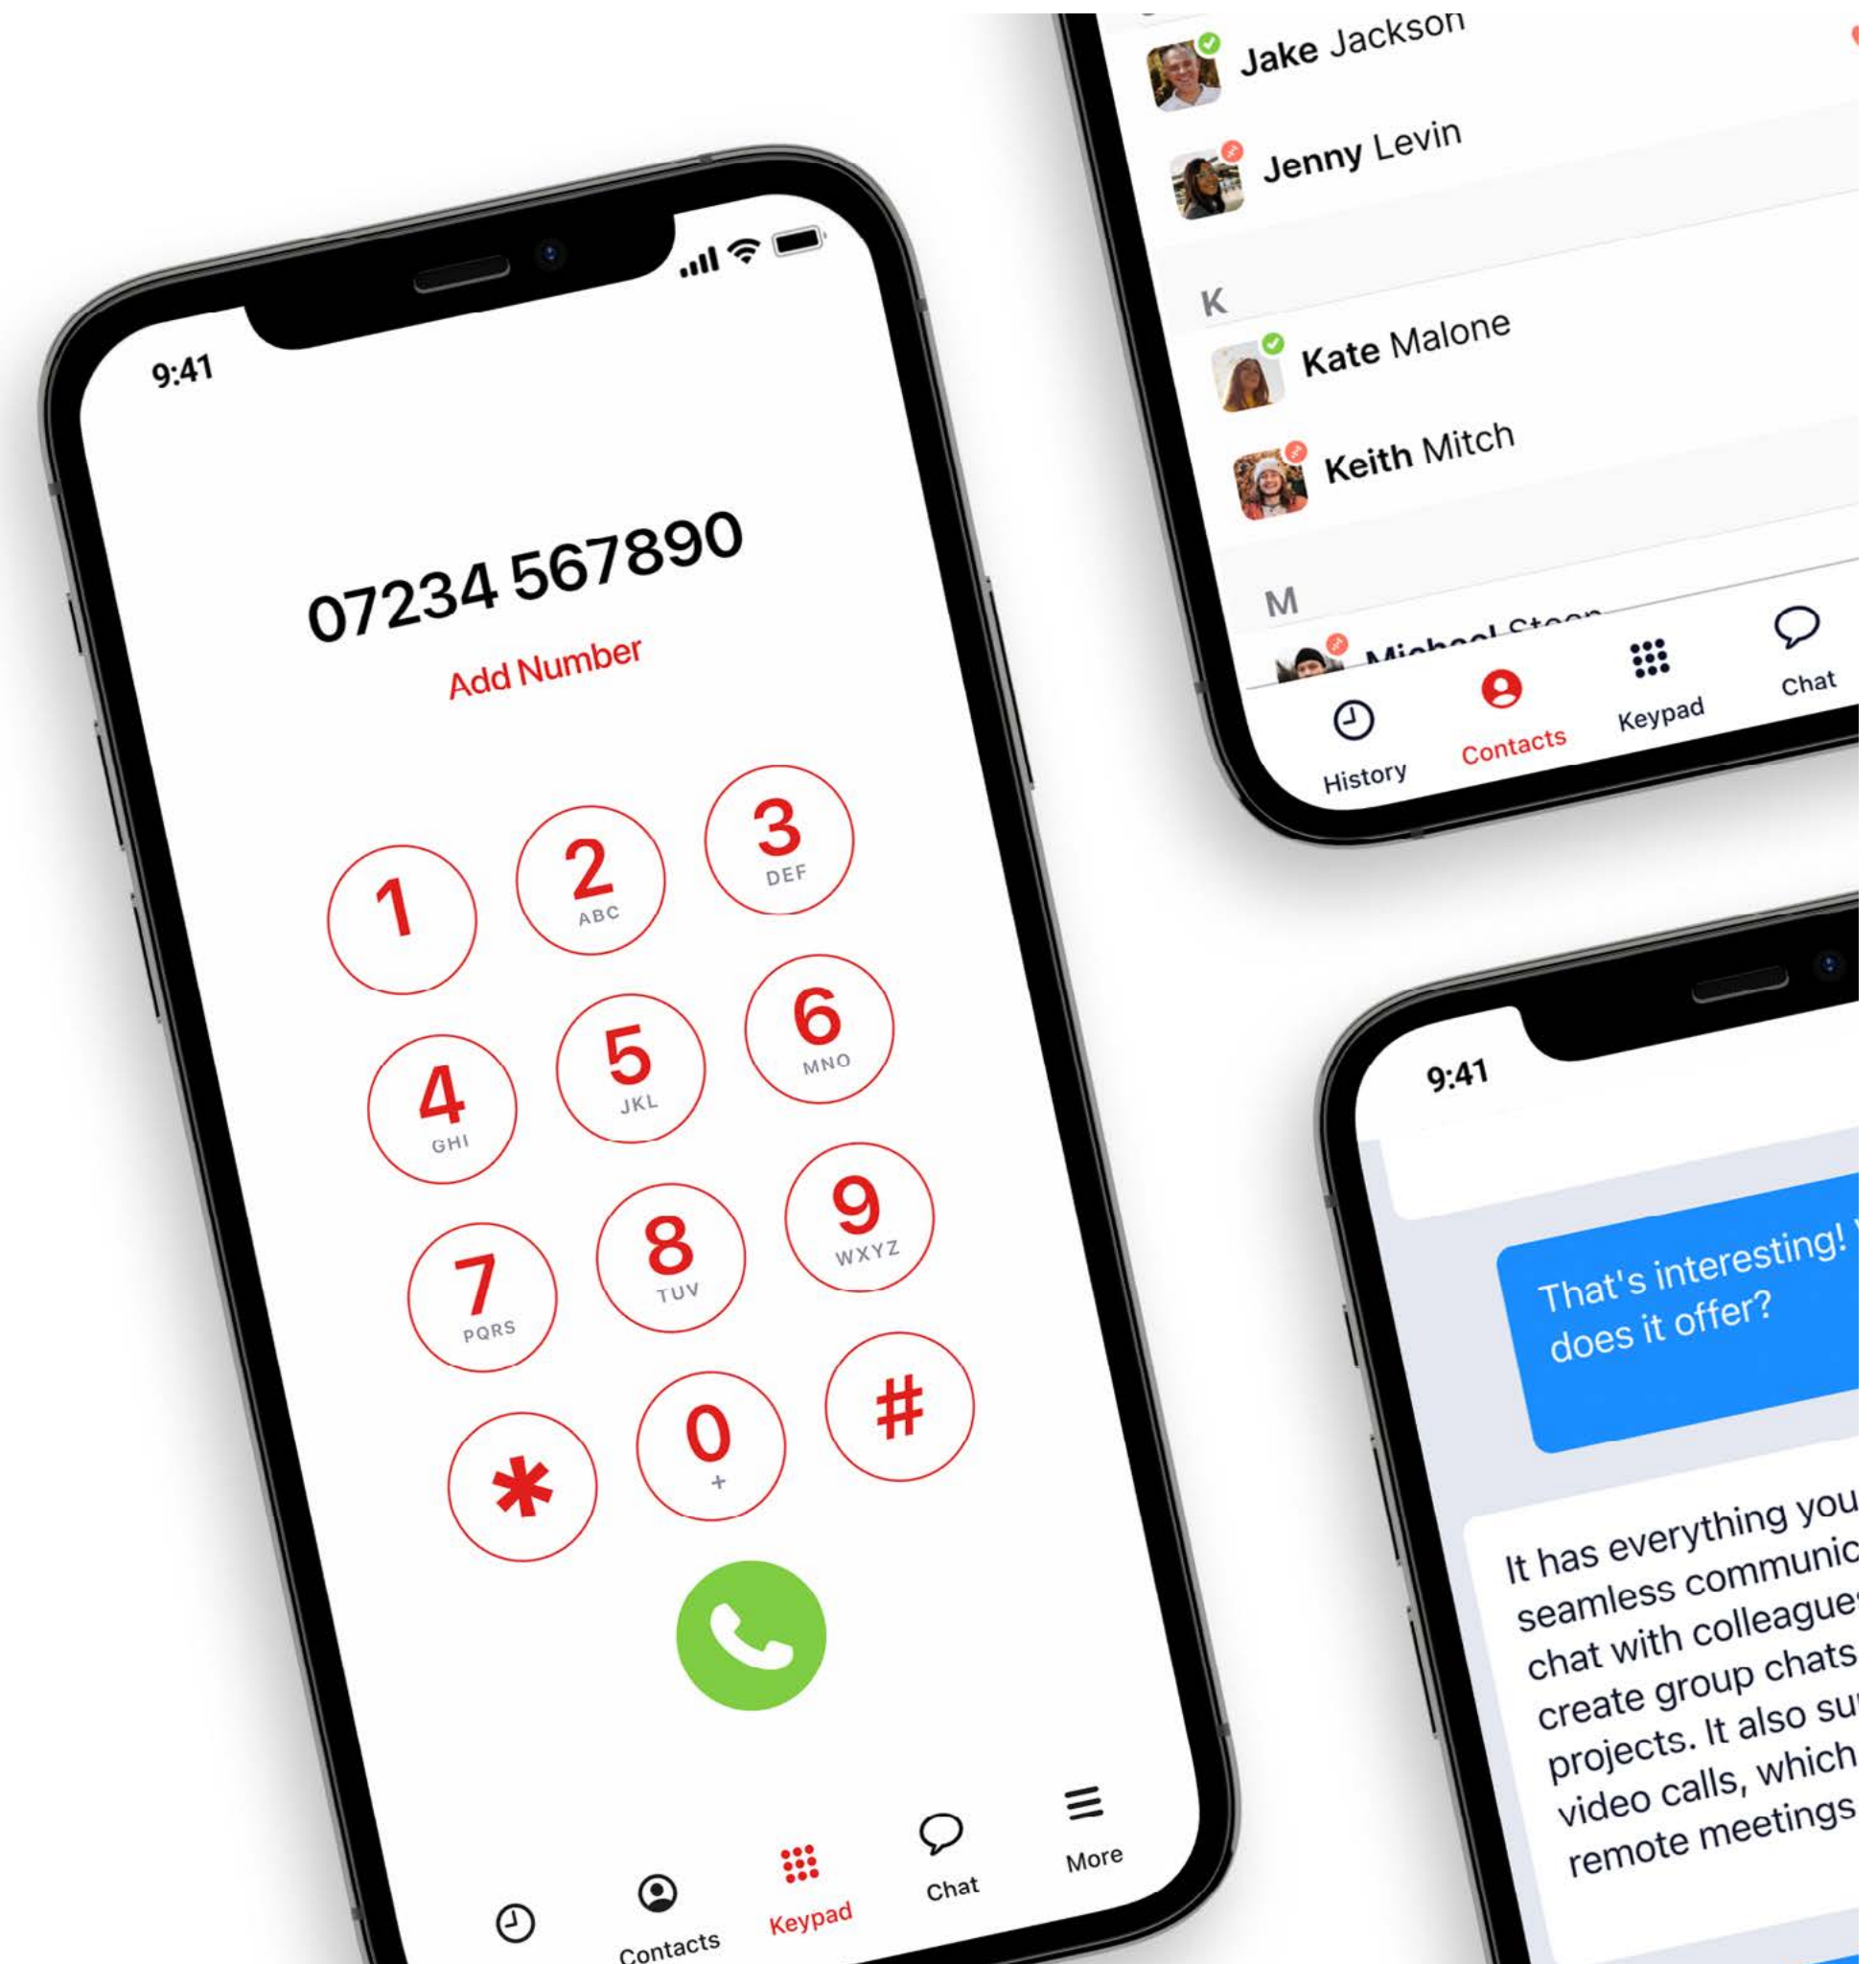 9:41
07234 567890
Add Number
1
2
ABC
3
DEF
4
GHI
5
JKL
6
MNO
7
PQRS
8
TUV
9
WXYZ
*
0
+
#
Contacts
Keypad
Chat
More
Jake Jackson
Jenny Levin
K
Kate Malone
Keith Mitch
M
Michael
History
Contacts
Keypad
Chat
9:41
That's interesting!
does it offer?
It has everything you
seamless
chat with
create group chats
projects. It also
video calls, which
remote meetings